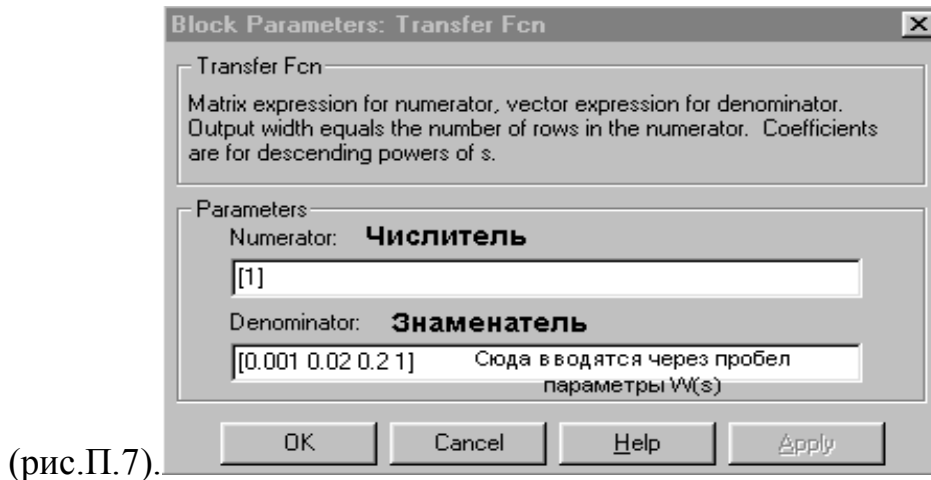 Block Parameters: Transfer Fcn
Transfer Fcn
Matrix expression for numerator, vector expression for denominator.
Output width equals the number of rows in the numerator. Coefficients
are for descending powers of s.
Parameters
Numerator: Числитель
[1]
Denominator: Знаменатель
[0.001 0.02 0.2 1] Сюда вводятся через пробел
параметры W(s)
OK Cancel Help Apply
(рис.П.7).